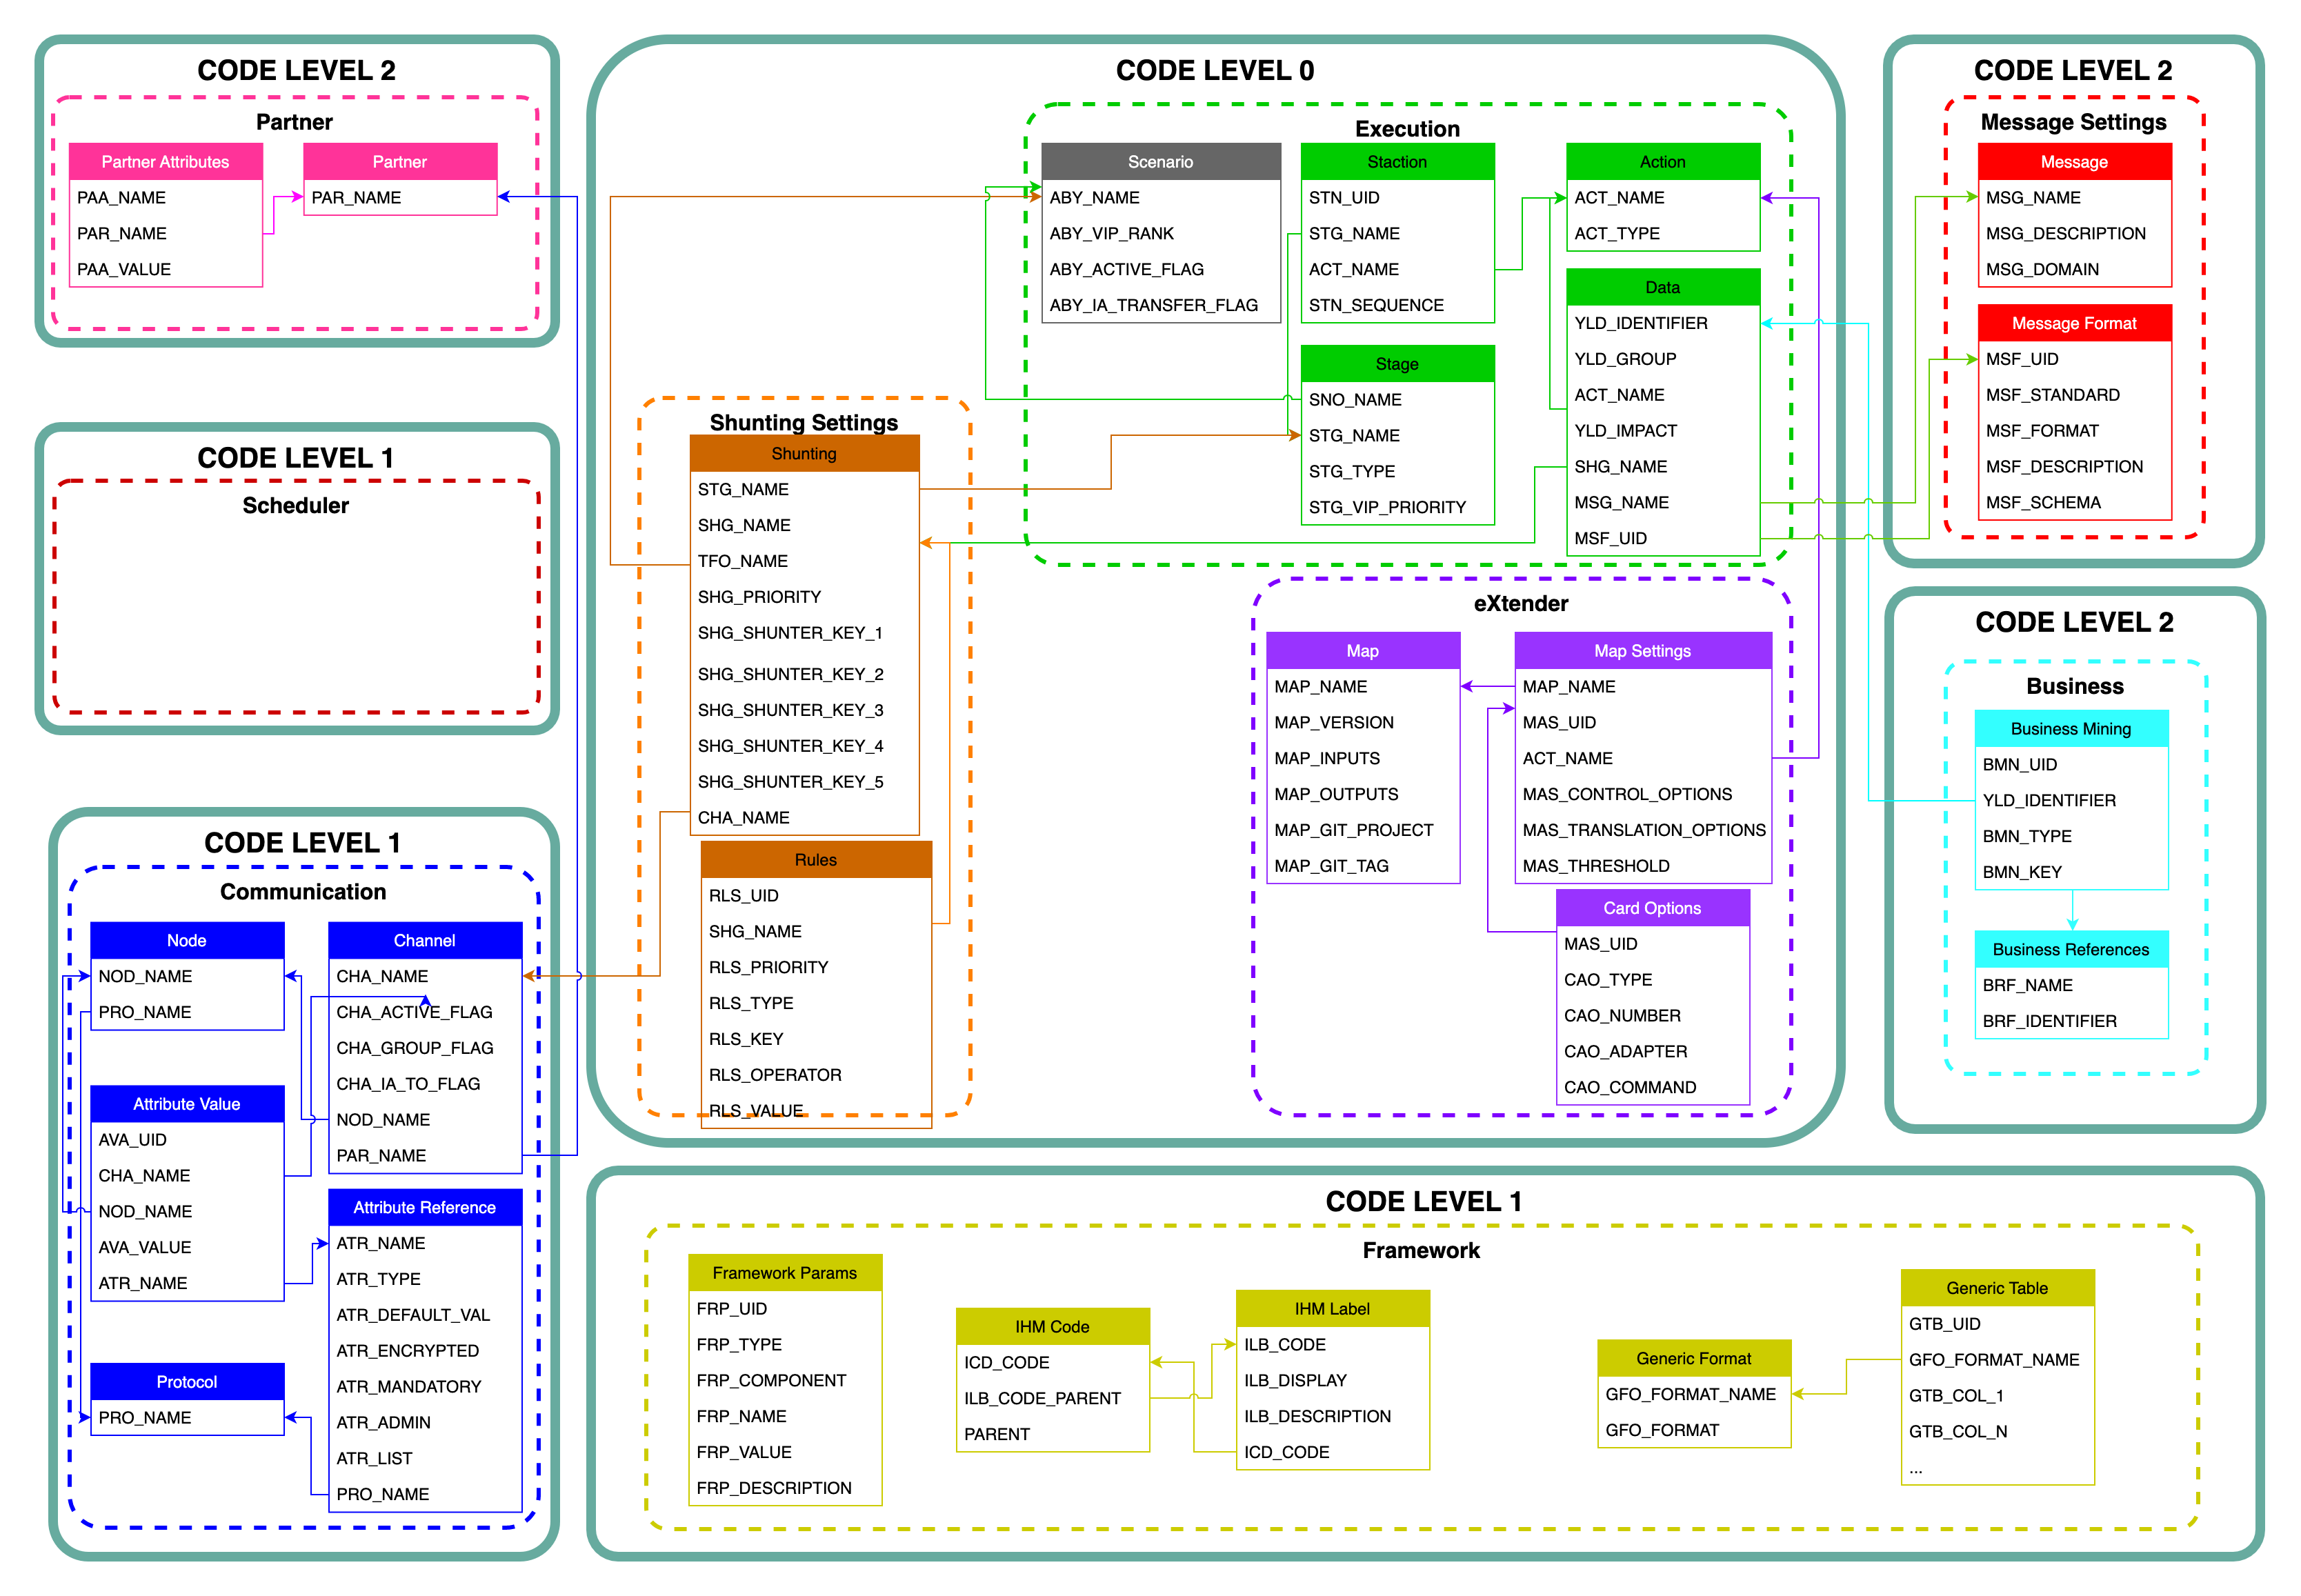 CODE LEVEL 2
Partner
Partner Attributes
PAA_NAME
PAR_NAME
PAA_VALUE
Partner
PAR_NAME
CODE LEVEL 1
Scheduler
CODE LEVEL 1
Communication
Node
NOD_NAME
PRO_NAME
Channel
CHA_NAME
CHA_ACTIVE_FLAG
CHA_GROUP_FLAG
CHA_IA_TO_FLAG
NOD_NAME
PAR_NAME
Attribute Value
AVA_UID
CHA_NAME
NOD_NAME
AVA_VALUE
ATR_NAME
Attribute Reference
ATR_NAME
ATR_TYPE
ATR_DEFAULT_VAL
ATR_ENCRYPTED
ATR_MANDATORY
ATR_ADMIN
ATR_LIST
PRO_NAME
Protocol
PRO_NAME
CODE LEVEL 0
Execution
Scenario
ABY_NAME
ABY_VIP_RANK
ABY_ACTIVE_FLAG
ABY_IA_TRANSFER_FLAG
Staction
STN_UID
STG_NAME
ACT_NAME
STN_SEQUENCE
Action
ACT_NAME
ACT_TYPE
Stage
SNO_NAME
STG_NAME
STG_TYPE
STG_VIP_PRIORITY
Data
YLD_IDENTIFIER
YLD_GROUP
ACT_NAME
YLD_IMPACT
SHG_NAME
MSG_NAME
MSF_UID
Shunting Settings
Shunting
STG_NAME
SHG_NAME
TFO_NAME
SHG_PRIORITY
SHG_SHUNTER_KEY_1
SHG_SHUNTER_KEY_2
SHG_SHUNTER_KEY_3
SHG_SHUNTER_KEY_4
SHG_SHUNTER_KEY_5
CHA_NAME
Rules
RLS_UID
SHG_NAME
RLS_PRIORITY
RLS_TYPE
RLS_KEY
RLS_OPERATOR
RLS_VALUE
eXtender
Map
MAP_NAME
MAP_VERSION
MAP_INPUTS
MAP_OUTPUTS
MAP_GIT_PROJECT
MAP_GIT_TAG
Map Settings
MAP_NAME
MAS_UID
ACT_NAME
MAS_CONTROL_OPTIONS
MAS_TRANSLATION_OPTIONS
MAS_THRESHOLD
Card Options
MAS_UID
CAO_TYPE
CAO_NUMBER
CAO_ADAPTER
CAO_COMMAND
CODE LEVEL 2
Message Settings
Message
MSG_NAME
MSG_DESCRIPTION
MSG_DOMAIN
Message Format
MSF_UID
MSF_STANDARD
MSF_FORMAT
MSF_DESCRIPTION
MSF_SCHEMA
CODE LEVEL 2
Business
Business Mining
BMN_UID
YLD_IDENTIFIER
BMN_TYPE
BMN_KEY
Business References
BRF_NAME
BRF_IDENTIFIER
CODE LEVEL 1
Framework
Framework Params
FRP_UID
FRP_TYPE
FRP_COMPONENT
FRP_NAME
FRP_VALUE
FRP_DESCRIPTION
IHM Code
ICD_CODE
ILB_CODE_PARENT
PARENT
IHM Label
ILB_CODE
ILB_DISPLAY
ILB_DESCRIPTION
ICD_CODE
Generic Format
GFO_FORMAT_NAME
GFO_FORMAT
Generic Table
GTB_UID
GFO_FORMAT_NAME
GTB_COL_1
GTB_COL_N
...